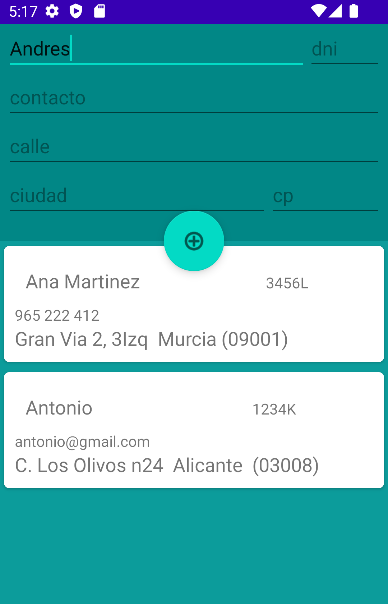 5:17
Andres dni
contacto
calle
ciudad cp
Ana Martinez 3456L
965 222 412
Gran Via 2, 3Izq  Murcia (09001)
Antonio 1234K
antonio@gmail.com
C. Los Olivos n24  Alicante  (03008)